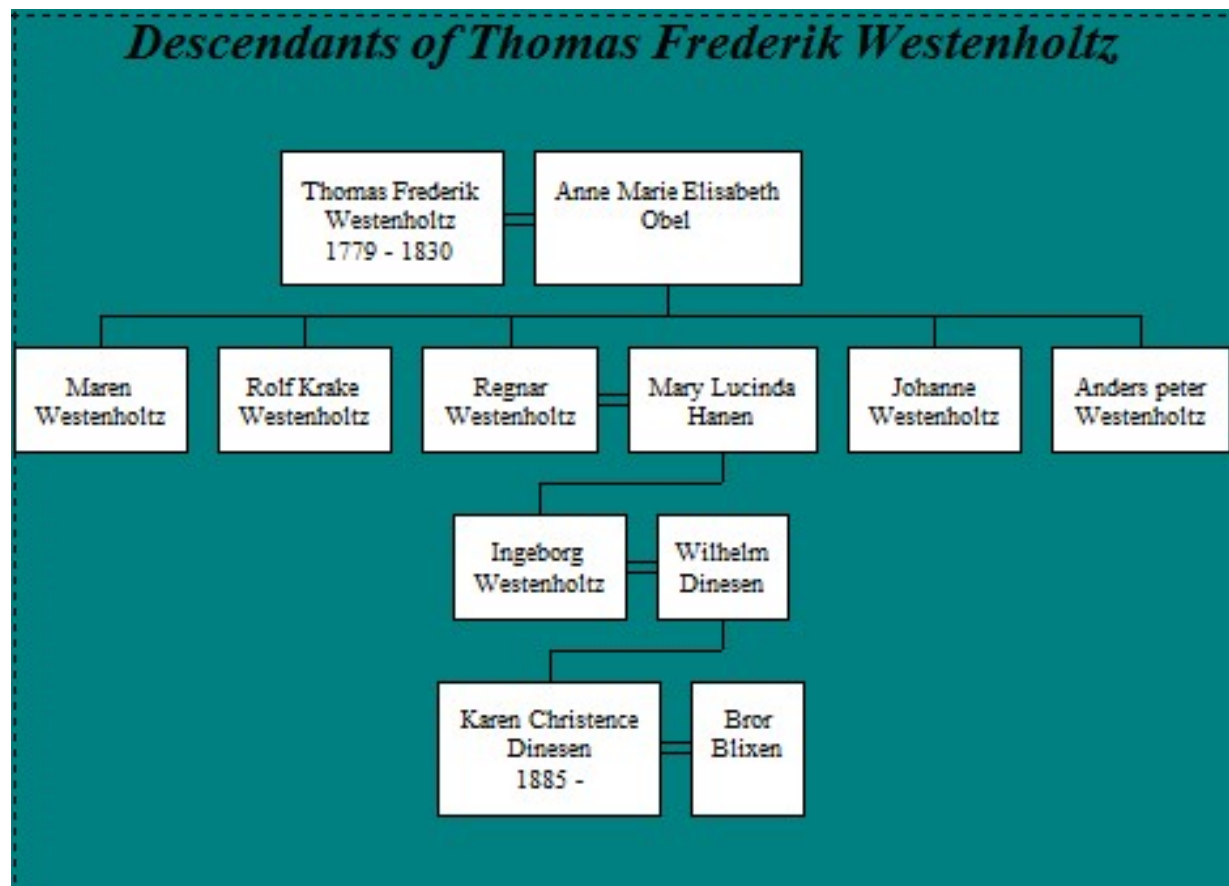 Descendants of Thomas Frederik Westenholtz
Thomas Frederik
Westenholtz
1779 - 1830
Anne Marie Elisabeth
Obel
Maren
Westenholtz
Rolf Krake
Westenholtz
Regnar
Westenholtz
Mary Lucinda
Hanen
Johanne
Westenholtz
Anders peter
Westenholtz
Ingeborg
Westenholtz
Wilhelm
Dinesen
Karen Christence
Dinesen
1885 -
Bror
Blixen